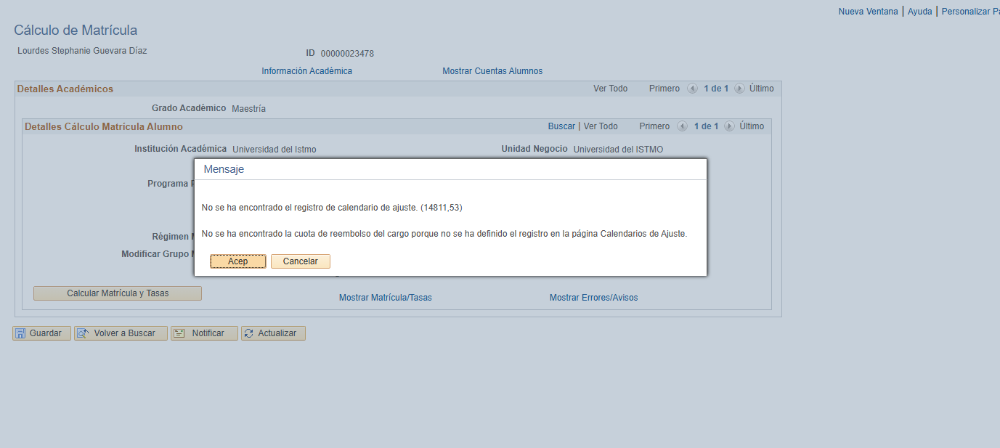 Nueva Ventana | Ayuda | Personalizar Pá
Cálculo de Matrícula
Lourdes Stephanie Guevara Díaz ID 00000023478
Información Académica Mostrar Cuentas Alumnos
Detalles Académicos Ver Todo Primero 1 de 1 Último
Grado Académico Maestría
Detalles Cálculo Matrícula Alumno Buscar | Ver Todo Primero 1 de 1 Último
Institución Académica Universidad del Istmo Unidad Negocio Universidad del ISTMO
Mensaje
Programa
No se ha encontrado el registro de calendario de ajuste. (14811,53)
No se ha encontrado la cuota de reembolso del cargo porque no se ha definido el registro en la página Calendarios de Ajuste.
Régimen
Modificar Grupo
Acep Cancelar
Calcular Matrícula y Tasas Mostrar Matrícula/Tasas Mostrar Errores/Avisos
Guardar Volver a Buscar Notificar Actualizar